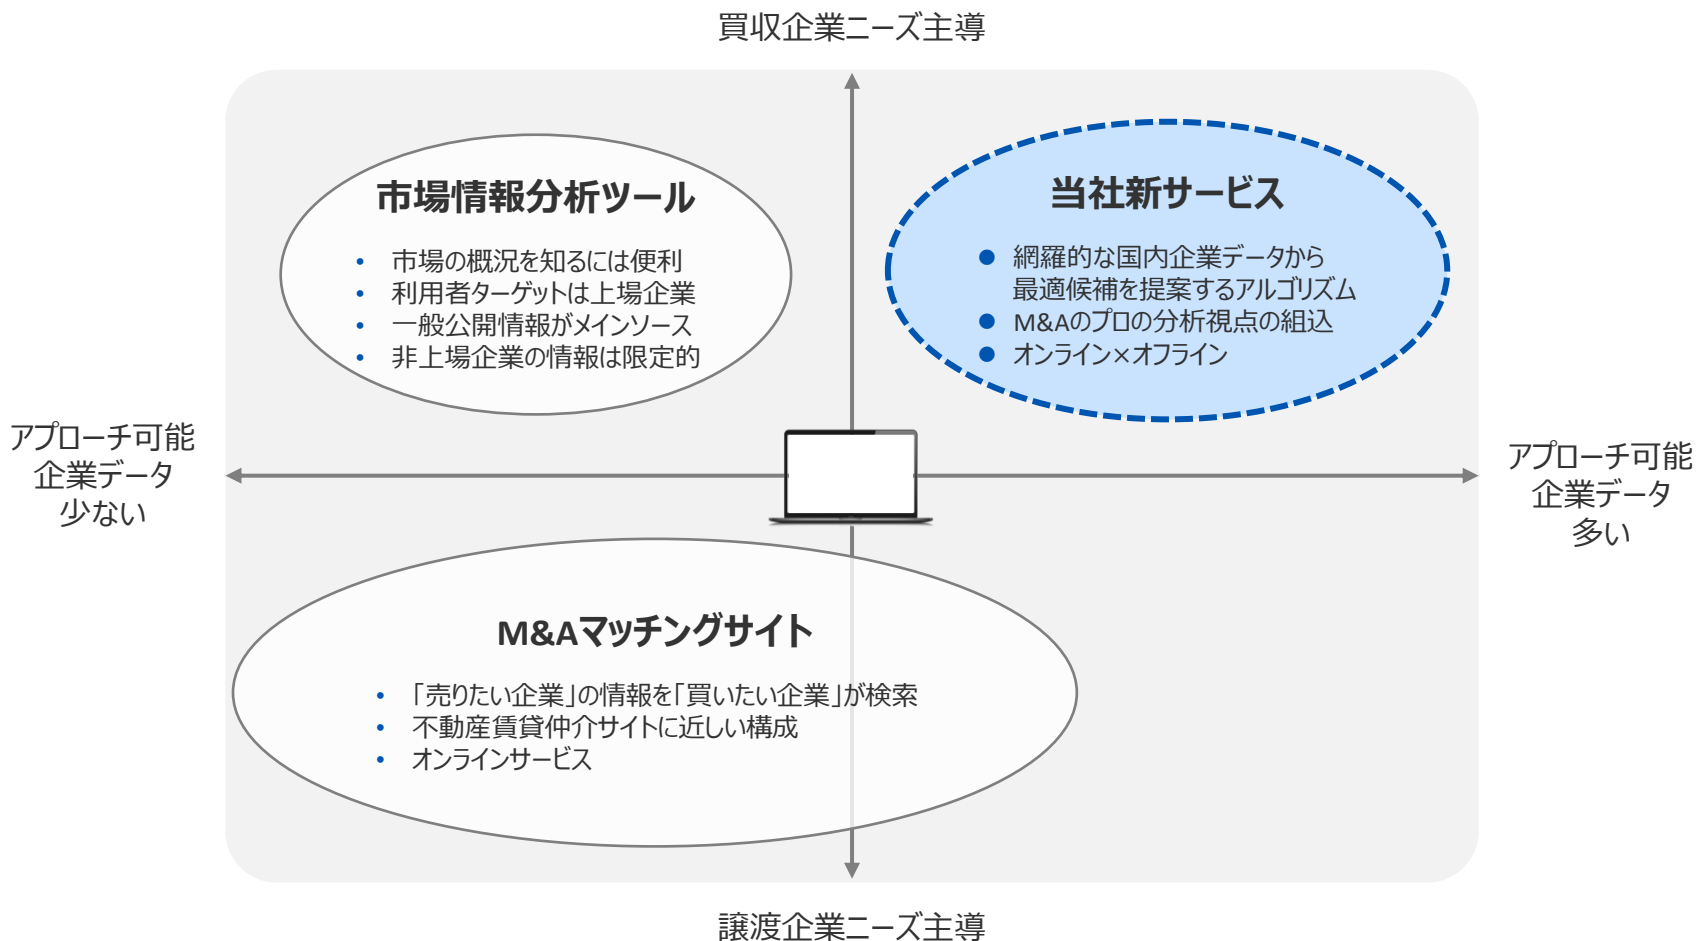 買収企業ニーズ主導
市場情報分析ツール
• 市場の概況を知るには便利
• 利用者ターゲットは上場企業
• 一般公開情報がメインソース
• 非上場企業の情報は限定的
当社新サービス
● 網羅的な国内企業データから
最適候補を提案するアルゴリズム
● M&Aのプロの分析視点の組込
● オンライン×オフライン
アプローチ可能
企業データ
少ない
アプローチ可能
企業データ
多い
M&Aマッチングサイト
• 「売りたい企業」の情報を「買いたい企業」が検索
• 不動産賃貸仲介サイトに近しい構成
• オンラインサービス
譲渡企業ニーズ主導